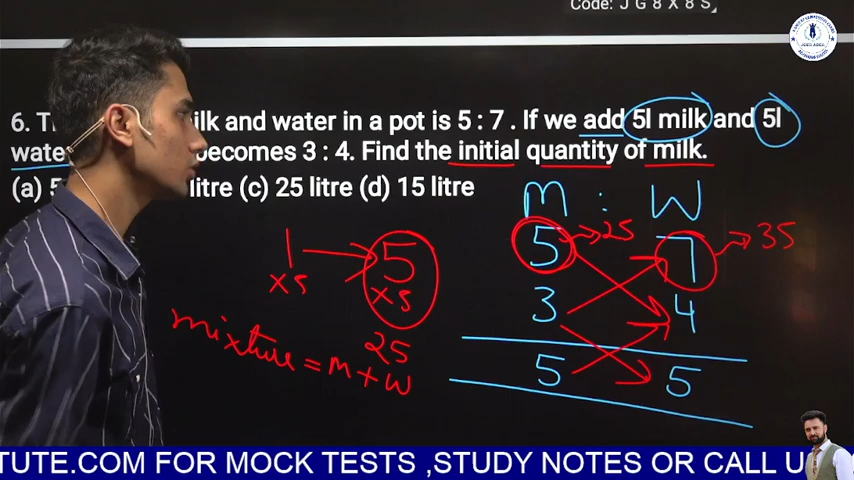 Code: J G 8 X 8 S
6. T milk and water in a pot is 5 : 7 . If we add 5l milk and 5l
wate becomes 3 : 4. Find the initial quantity of milk.
(a) 5 litre (c) 25 litre (d) 15 litre
M : W
5 → 25 7 → 35
1 → 5
x5 x5
3 4
25
mixture = m + w
5 5
TUTE.COM FOR MOCK TESTS ,STUDY NOTES OR CALL U